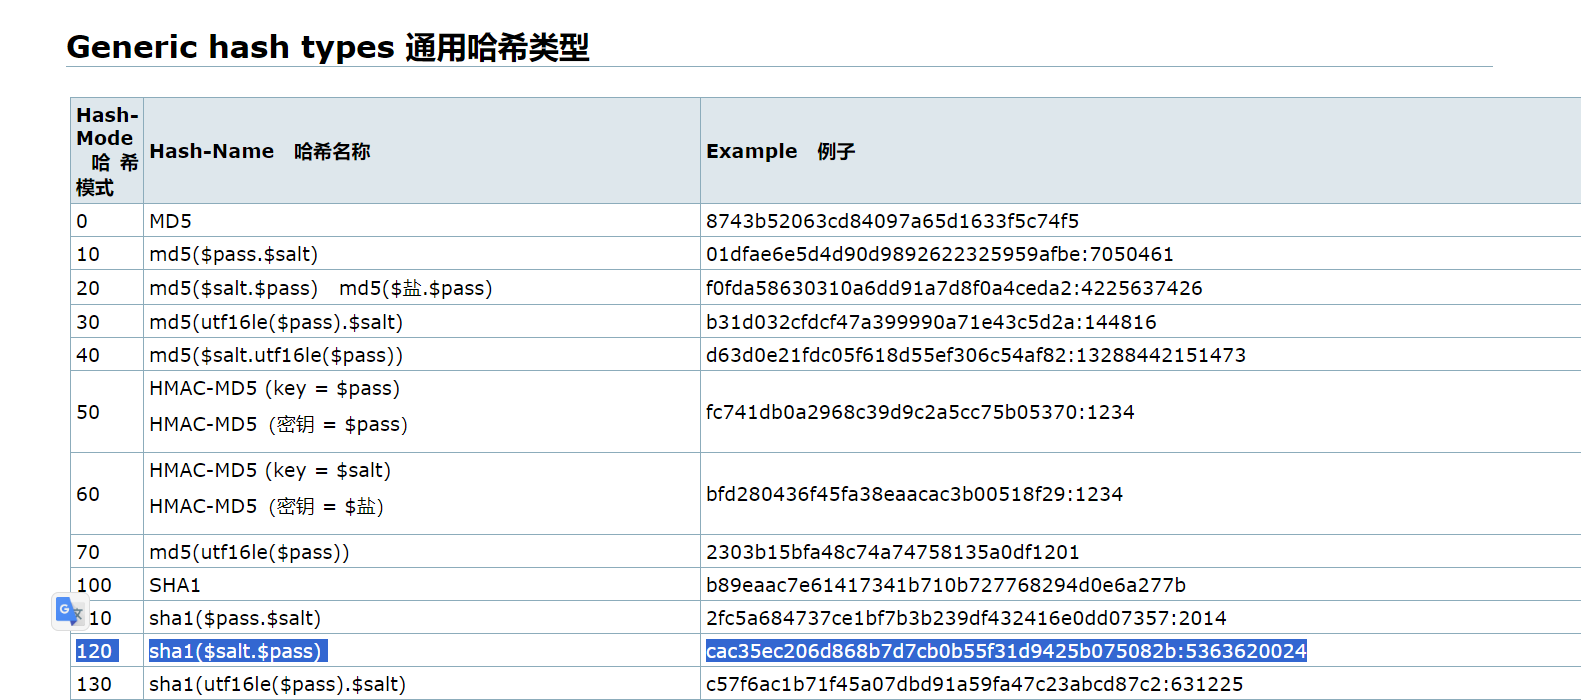 Generic hash types 通用哈希类型
Hash-
Mode
哈 希
模式
Hash-Name 哈希名称
Example 例子
0 MD5 8743b52063cd84097a65d1633f5c74f5
10 md5($pass.$salt) 01dfae6e5d4d90d9892622325959afbe:7050461
20 md5($salt.$pass) md5($盐.$pass) f0fda58630310a6dd91a7d8f0a4ceda2:4225637426
30 md5(utf16le($pass).$salt) b31d032cfdcf47a399990a71e43c5d2a:144816
40 md5($salt.utf16le($pass)) d63d0e21fdc05f618d55ef306c54af82:13288442151473
50 HMAC-MD5 (key = $pass)
HMAC-MD5 (密钥 = $pass)
fc741db0a2968c39d9c2a5cc75b05370:1234
60 HMAC-MD5 (key = $salt)
HMAC-MD5 (密钥 = $盐)
bfd280436f45fa38eaacac3b00518f29:1234
70 md5(utf16le($pass)) 2303b15bfa48c74a74758135a0df1201
100 SHA1 b89eaac7e61417341b710b727768294d0e6a277b
10 sha1($pass.$salt) 2fc5a684737ce1bf7b3b239df432416e0dd07357:2014
120 sha1($salt.$pass) cac35ec206d868b7d7cb0b55f31d9425b075082b:5363620024
130 sha1(utf16le($pass).$salt) c57f6ac1b71f45a07dbd91a59fa47c23abcd87c2:631225